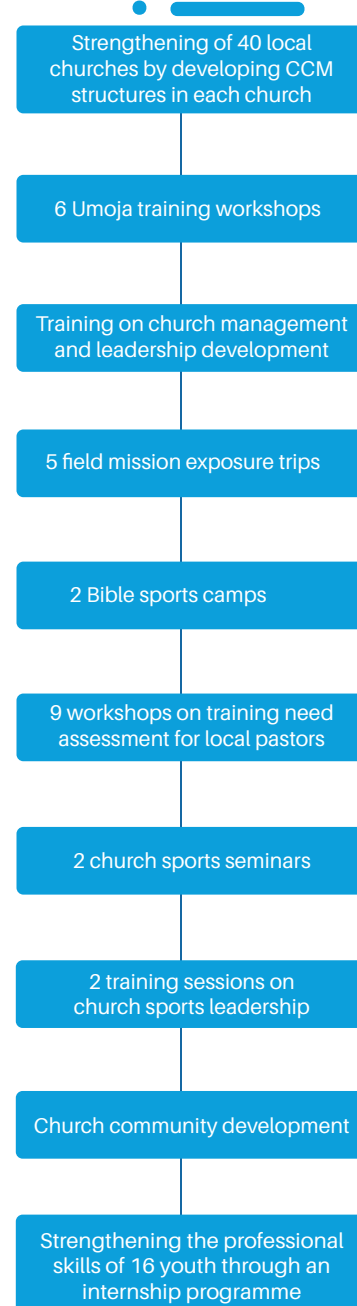 Strengthening of 40 local
churches by developing CCM
structures in each church
6 Umoja training workshops
Training on church management
and leadership development
5 field mission exposure trips
2 Bible sports camps
9 workshops on training need
assessment for local pastors
2 church sports seminars
2 training sessions on
church sports leadership
Church community development
Strengthening the professional
skills of 16 youth through an
internship programme